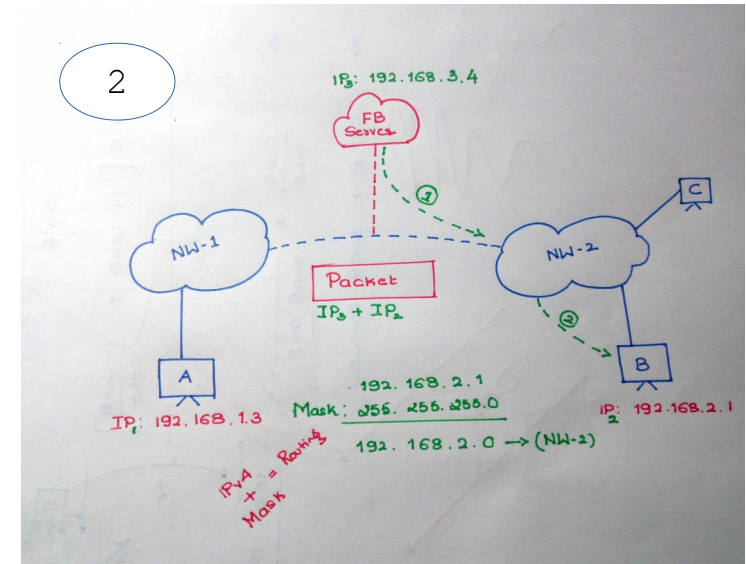 2
IP3: 192.168.3.4
FB
Server
1
C
NW-1
NW-2
Packet
IP3 + IP2
2
A
B
192.168.2.1
Mask: 255.255.255.0
IP1: 192.168.1.3
IP2: 192.168.2.1
192.168.2.0 → (NW-2)
IPv4
+
Mask
= Routing